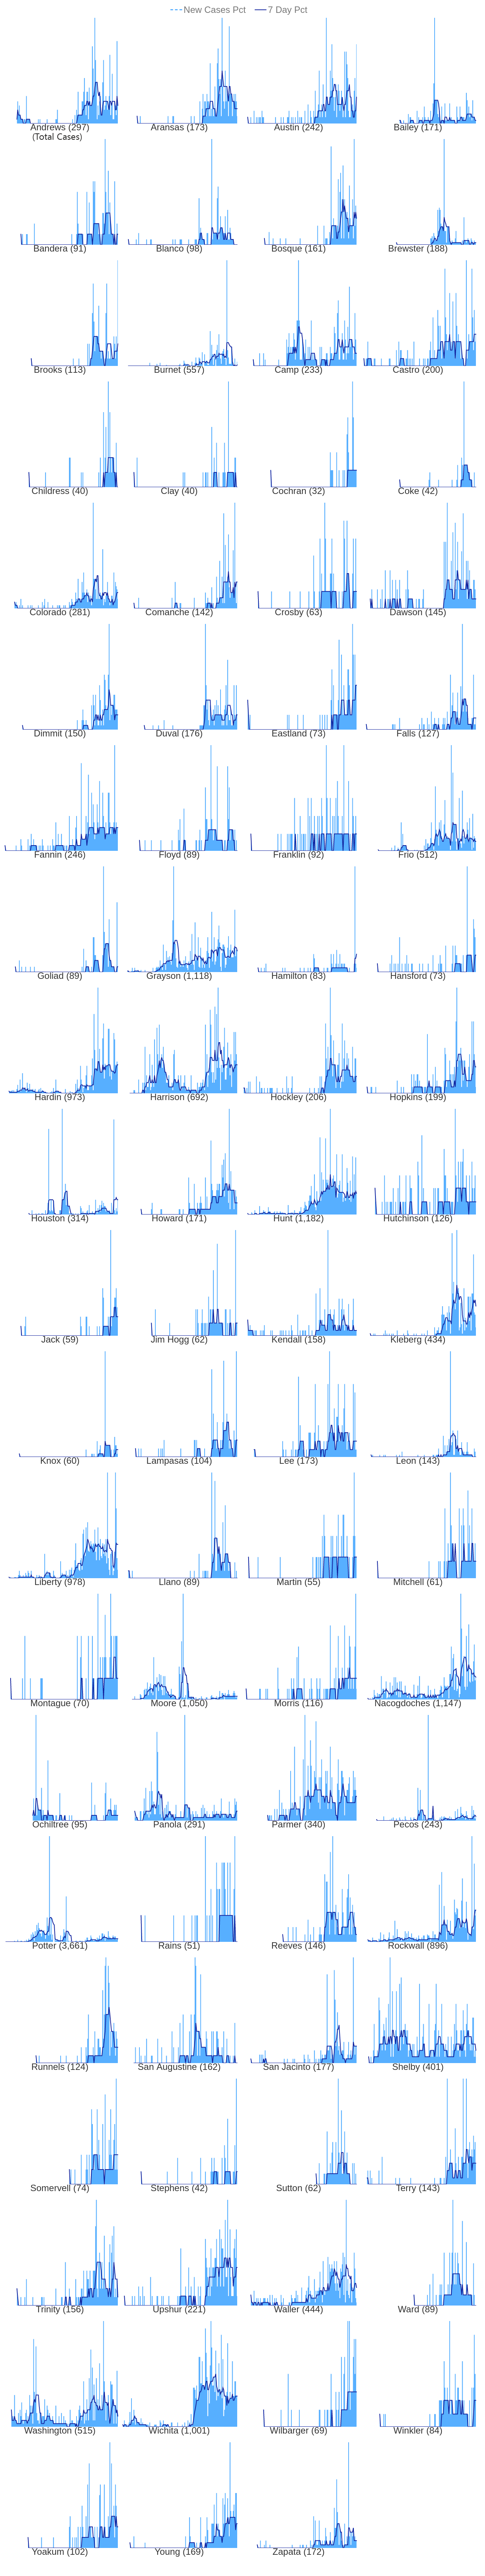 New Cases Pct 7 Day Pct
Andrews (297) Aransas (173) Austin (242) Bailey (171)
(Total Cases)
Bandera (91) Blanco (98) Bosque (161) Brewster (188)
Brooks (113) Burnet (557) Camp (233) Castro (200)
Childress (40) Clay (40) Cochran (32) Coke (42)
Colorado (281) Comanche (142) Crosby (63) Dawson (145)
Dimmit (150) Duval (176) Eastland (73) Falls (127)
Fannin (246) Floyd (89) Franklin (92) Frio (512)
Goliad (89) Grayson (1,118) Hamilton (83) Hansford (73)
Hardin (973) Harrison (692) Hockley (206) Hopkins (199)
Houston (314) Howard (171) Hunt (1,182) Hutchinson (126)
Jack (59) Jim Hogg (62) Kendall (158) Kleberg (434)
Knox (60) Lampasas (104) Lee (173) Leon (143)
Liberty (978) Llano (89) Martin (55) Mitchell (61)
Montague (70) Moore (1,050) Morris (116) Nacogdoches (1,147)
Ochiltree (95) Panola (291) Parmer (340) Pecos (243)
Potter (3,661) Rains (51) Reeves (146) Rockwall (896)
Runnels (124) San Augustine (162) San Jacinto (177) Shelby (401)
Somervell (74) Stephens (42) Sutton (62) Terry (143)
Trinity (156) Upshur (221) Waller (444) Ward (89)
Washington (515) Wichita (1,001) Wilbarger (69) Winkler (84)
Yoakum (102) Young (169) Zapata (172)